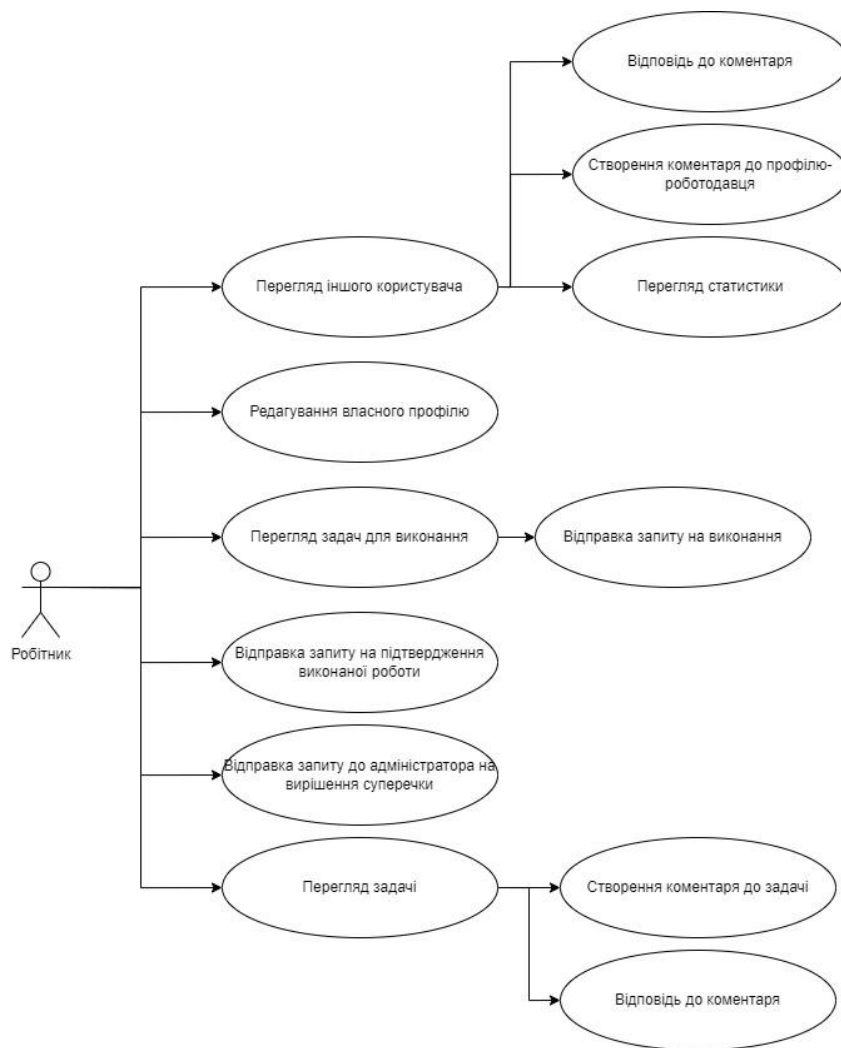 Відповідь до коментаря
Створення коментаря до профілю-
роботодавця
Перегляд іншого користувача
Перегляд статистики
Редагування власного профілю
Перегляд задач для виконання
Відправка запиту на виконання
Робітник
Відправка запиту на підтвердження
виконаної роботи
Відправка запиту до адміністратора на
вирішення суперечки
Перегляд задачі
Створення коментаря до задачі
Відповідь до коментаря